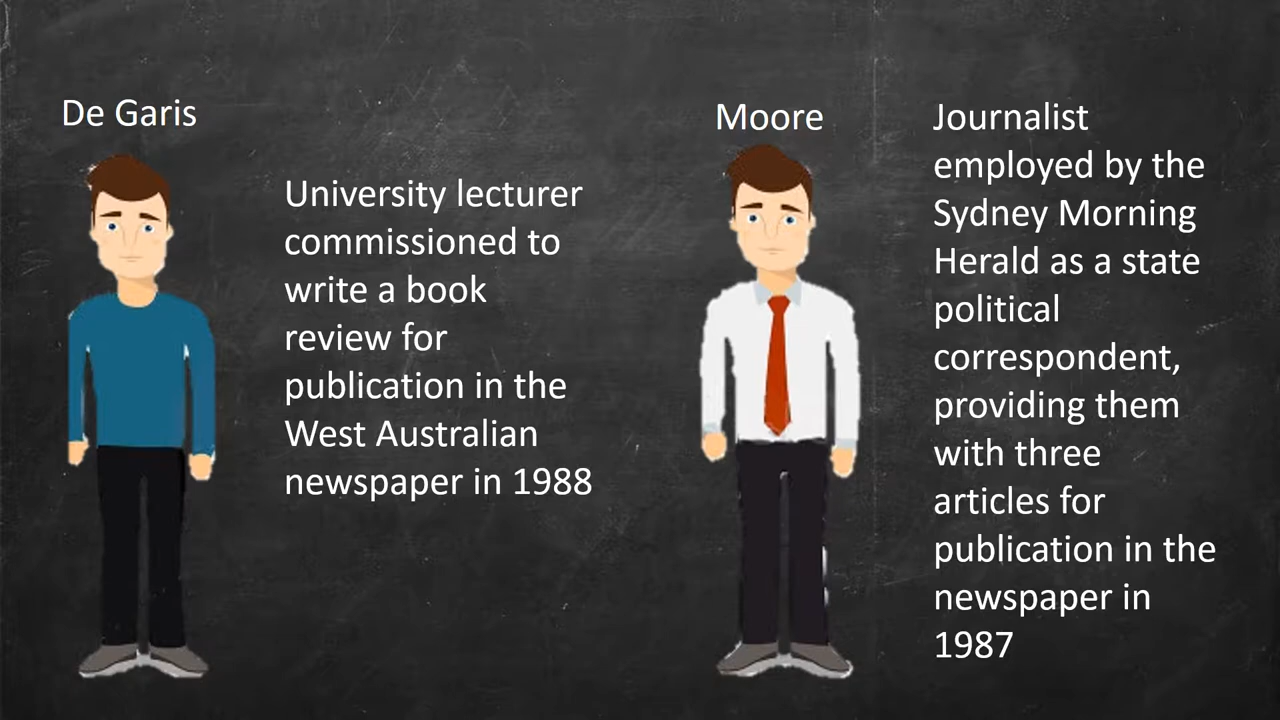 De Garis
University lecturer
commissioned to
write a book
review for
publication in the
West Australian
newspaper in 1988
Moore
Journalist
employed by the
Sydney Morning
Herald as a state
political
correspondent,
providing them
with three
articles for
publication in the
newspaper in
1987